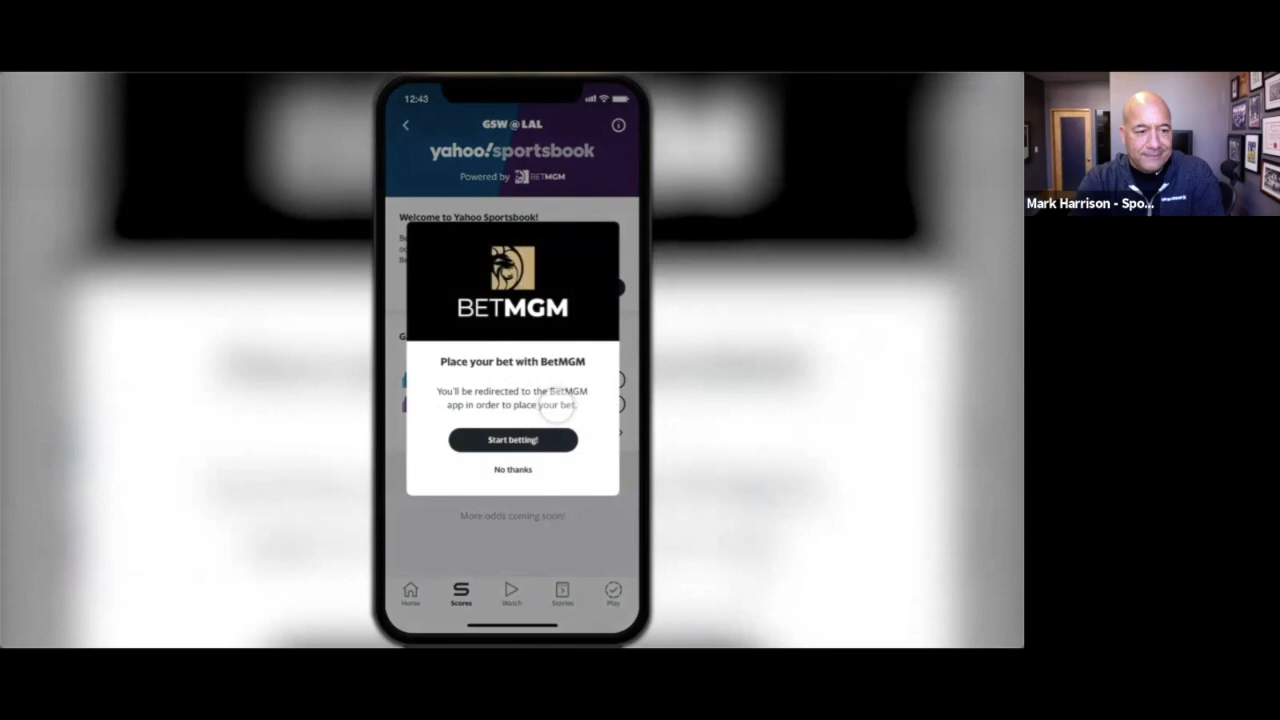 12:43
GSW @ LAL
yahoo!sportsbook
Powered by BETMGM
Welcome to Yahoo Sportsbook!
Be
Be
G
BETMGM
Place your bet with BetMGM
You'll be redirected to the BetMGM
app in order to place your bet.
Start betting!
No thanks
More odds coming soon!
Home
Scores
Watch
Stories
Play
Mark Harrison - Spo...